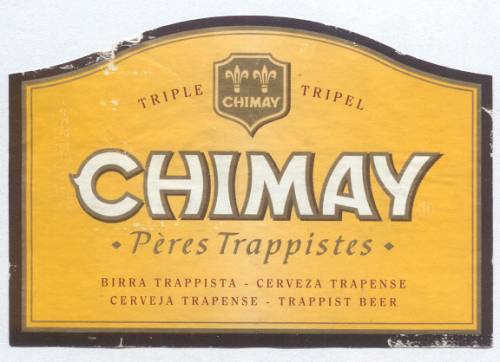 CHIMAY
TRIPLE TRIPEL
CHIMAY
Pères Trappistes
BIRRA TRAPPISTA - CERVEZA TRAPENSE
CERVEJA TRAPENSE - TRAPPIST BEER